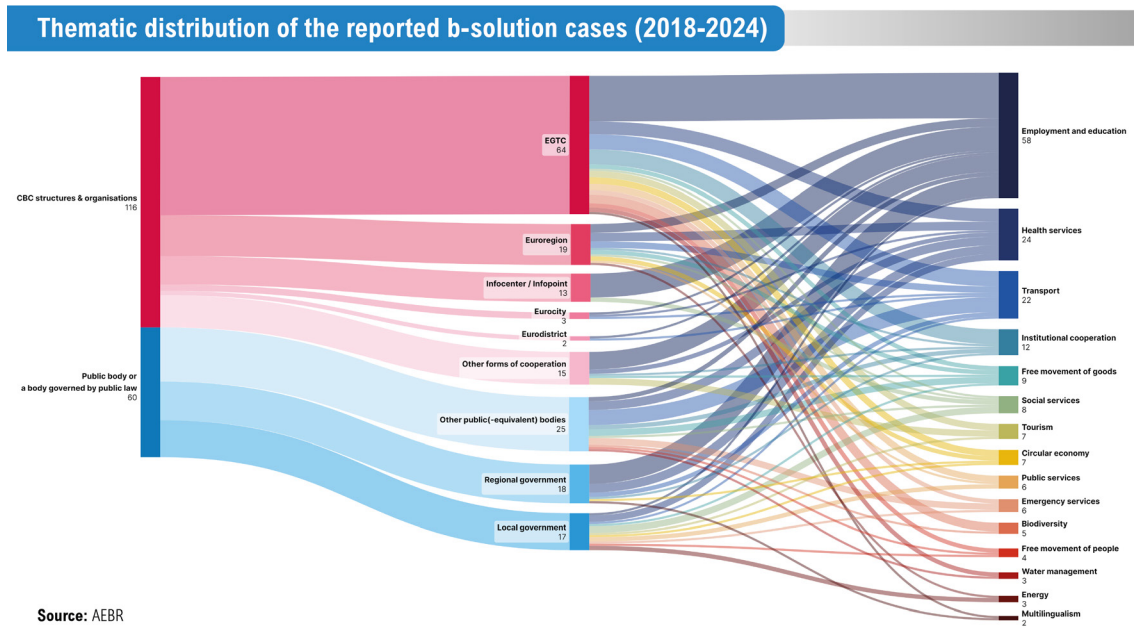 Thematic distribution of the reported b-solution cases (2018-2024)
CBC structures & organisations
116
Public body or
a body governed by public law
60
EGTC
64
Euroregion
19
Infocenter / Infopoint
13
Eurocity
3
Eurodistrict
2
Other forms of cooperation
15
Other public(-equivalent) bodies
25
Regional government
18
Local government
17
Employment and education
58
Health services
24
Transport
22
Institutional cooperation
12
Free movement of goods
9
Social services
8
Tourism
7
Circular economy
7
Public services
6
Emergency services
6
Biodiversity
5
Free movement of people
4
Water management
3
Energy
3
Multilingualism
2
Source: AEBR